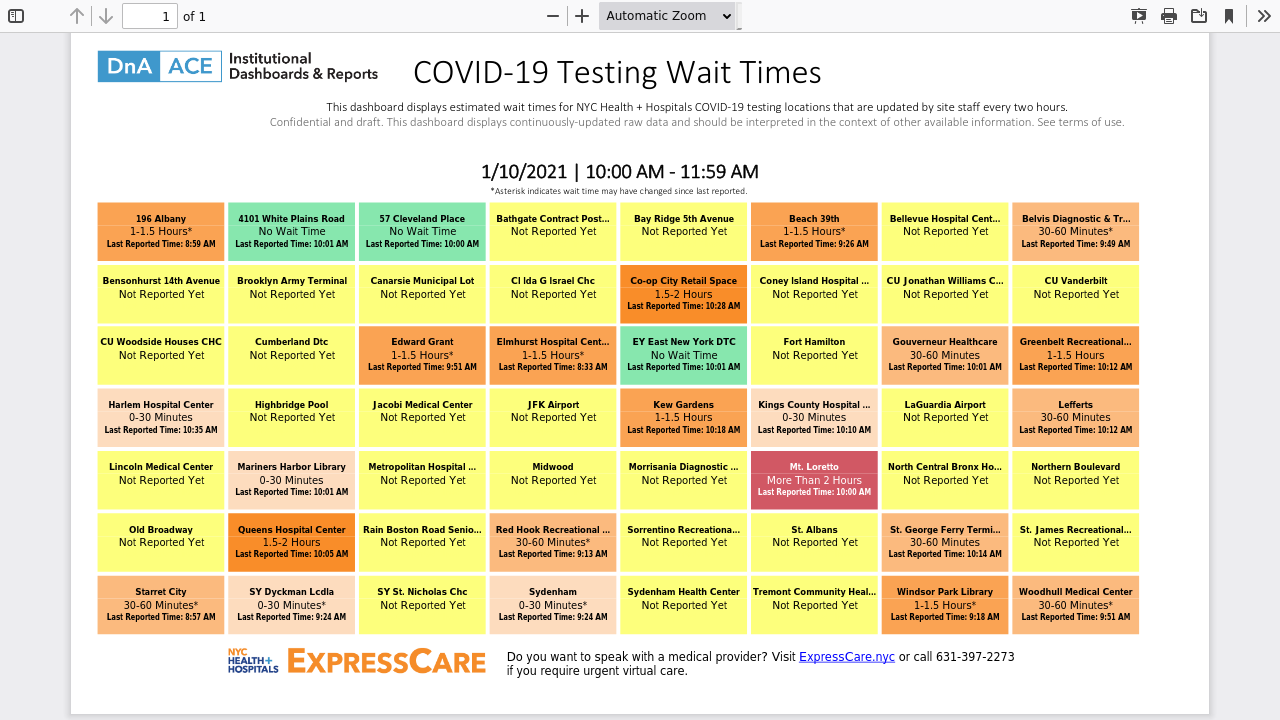 1 of 1 Automatic Zoom
DnA ACE Institutional
Dashboards & Reports
COVID-19 Testing Wait Times
This dashboard displays estimated wait times for NYC Health + Hospitals COVID-19 testing locations that are updated by site staff every two hours.
Confidential and draft. This dashboard displays continuously-updated raw data and should be interpreted in the context of other available information. See terms of use.
1/10/2021 | 10:00 AM - 11:59 AM
*Asterisk indicates wait time may have changed since last reported.
196 Albany
1-1.5 Hours*
Last Reported Time: 8:59 AM
4101 White Plains Road
No Wait Time
Last Reported Time: 10:01 AM
57 Cleveland Place
No Wait Time
Last Reported Time: 10:00 AM
Bathgate Contract Post...
Not Reported Yet
Bay Ridge 5th Avenue
Not Reported Yet
Beach 39th
1-1.5 Hours*
Last Reported Time: 9:26 AM
Bellevue Hospital Cent...
Not Reported Yet
Belvis Diagnostic & Tr...
30-60 Minutes*
Last Reported Time: 9:49 AM
Bensonhurst 14th Avenue
Not Reported Yet
Brooklyn Army Terminal
Not Reported Yet
Canarsie Municipal Lot
Not Reported Yet
CI Ida G Israel Chc
Not Reported Yet
Co-op City Retail Space
1.5-2 Hours
Last Reported Time: 10:28 AM
Coney Island Hospital ...
Not Reported Yet
CU Jonathan Williams C...
Not Reported Yet
CU Vanderbilt
Not Reported Yet
CU Woodside Houses CHC
Not Reported Yet
Cumberland Dtc
Not Reported Yet
Edward Grant
1-1.5 Hours*
Last Reported Time: 9:51 AM
Elmhurst Hospital Cent...
1-1.5 Hours*
Last Reported Time: 8:33 AM
EY East New York DTC
No Wait Time
Last Reported Time: 10:01 AM
Fort Hamilton
Not Reported Yet
Gouverneur Healthcare
30-60 Minutes
Last Reported Time: 10:01 AM
Greenbelt Recreational...
1-1.5 Hours
Last Reported Time: 10:12 AM
Harlem Hospital Center
0-30 Minutes
Last Reported Time: 10:35 AM
Highbridge Pool
Not Reported Yet
Jacobi Medical Center
Not Reported Yet
JFK Airport
Not Reported Yet
Kew Gardens
1-1.5 Hours
Last Reported Time: 10:18 AM
Kings County Hospital ...
0-30 Minutes
Last Reported Time: 10:10 AM
LaGuardia Airport
Not Reported Yet
Lefferts
30-60 Minutes
Last Reported Time: 10:12 AM
Lincoln Medical Center
Not Reported Yet
Mariners Harbor Library
0-30 Minutes
Last Reported Time: 10:01 AM
Metropolitan Hospital ...
Not Reported Yet
Midwood
Not Reported Yet
Morrisania Diagnostic ...
Not Reported Yet
Mt. Loretto
More Than 2 Hours
Last Reported Time: 10:00 AM
North Central Bronx Ho...
Not Reported Yet
Northern Boulevard
Not Reported Yet
Old Broadway
Not Reported Yet
Queens Hospital Center
1.5-2 Hours
Last Reported Time: 10:05 AM
Rain Boston Road Senio...
Not Reported Yet
Red Hook Recreational ...
30-60 Minutes*
Last Reported Time: 9:13 AM
Sorrentino Recreationa...
Not Reported Yet
St. Albans
Not Reported Yet
St. George Ferry Termi...
30-60 Minutes
Last Reported Time: 10:14 AM
St. James Recreational...
Not Reported Yet
Starret City
30-60 Minutes*
Last Reported Time: 8:57 AM
SY Dyckman Lcdla
0-30 Minutes*
Last Reported Time: 9:24 AM
SY St. Nicholas Chc
Not Reported Yet
Sydenham
0-30 Minutes*
Last Reported Time: 9:24 AM
Sydenham Health Center
Not Reported Yet
Tremont Community Heal...
Not Reported Yet
Windsor Park Library
1-1.5 Hours*
Last Reported Time: 9:18 AM
Woodhull Medical Center
30-60 Minutes*
Last Reported Time: 9:51 AM
NYC
HEALTH+
HOSPITALS
EXPRESSCARE
Do you want to speak with a medical provider? Visit ExpressCare.nyc or call 631-397-2273
if you require urgent virtual care.